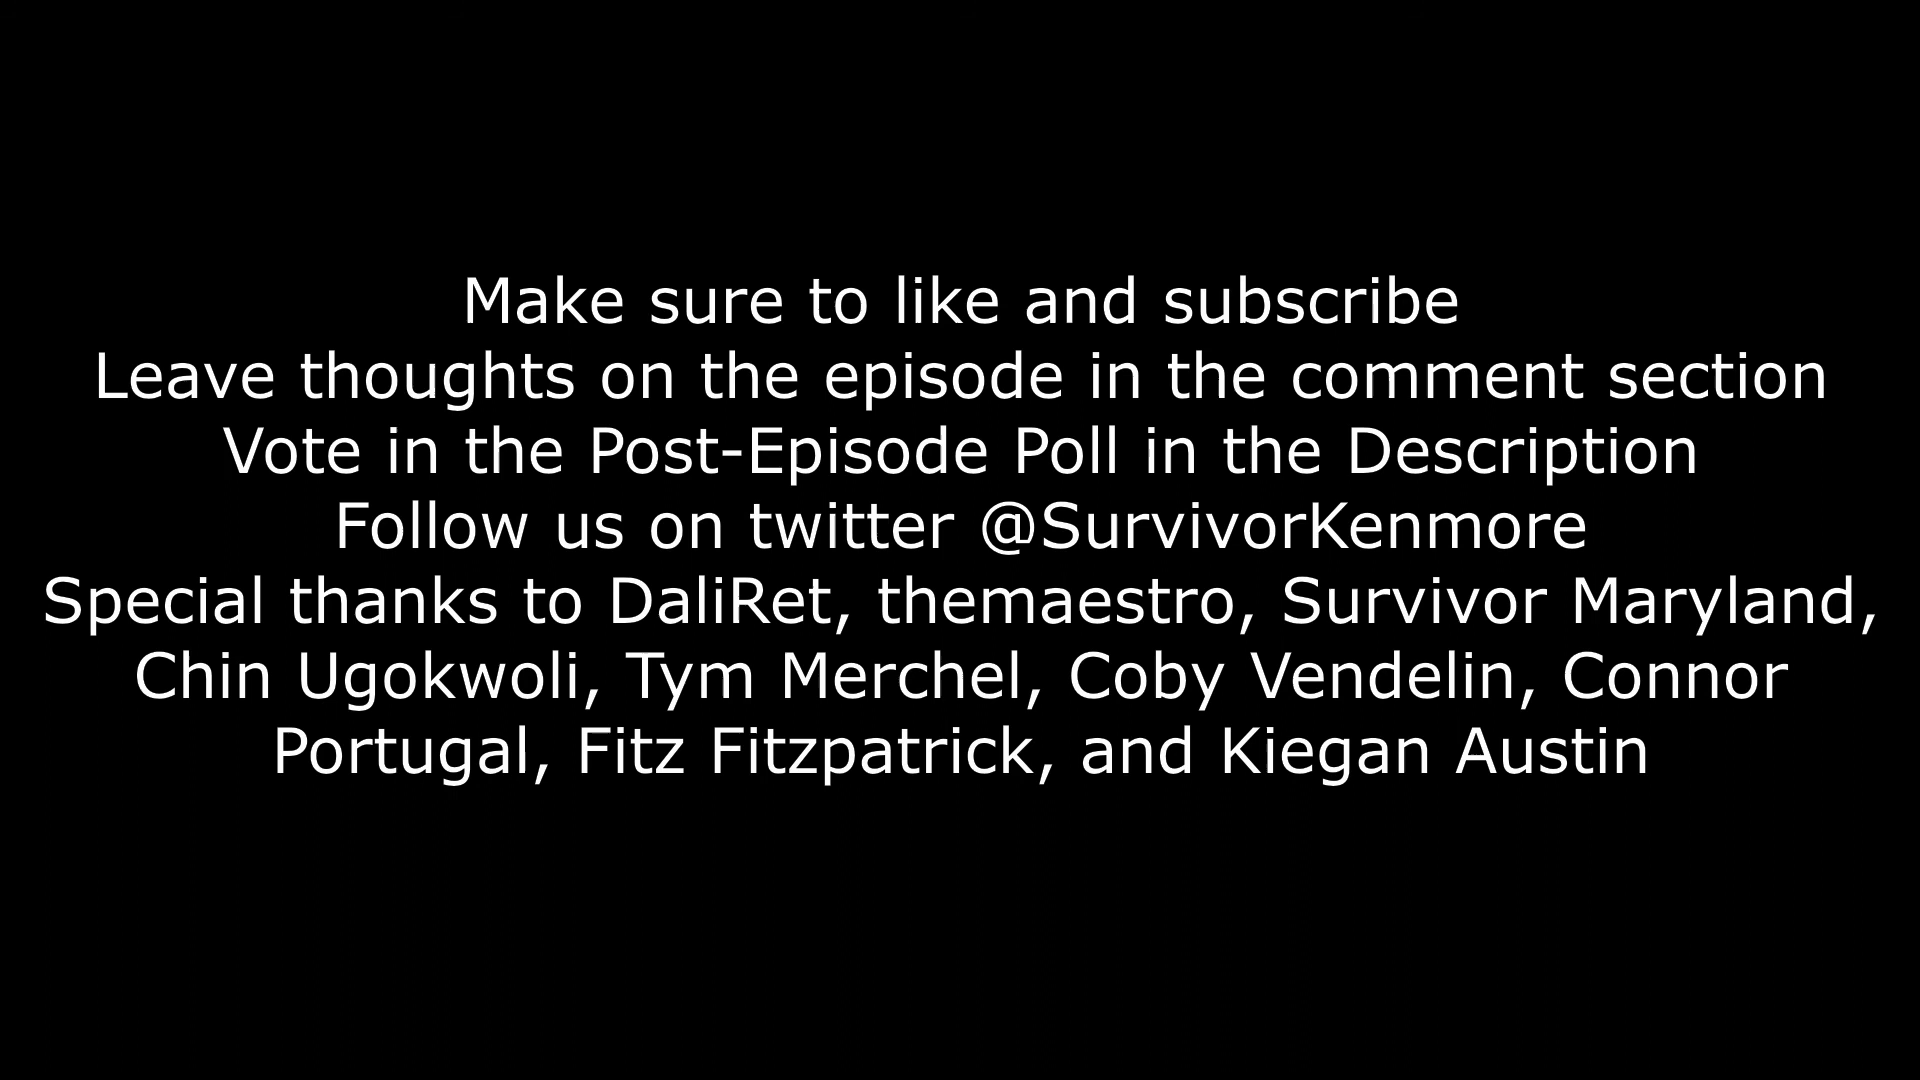 Make sure to like and subscribe
Leave thoughts on the episode in the comment section
Vote in the Post-Episode Poll in the Description
Follow us on twitter @SurvivorKenmore
Special thanks to DaliRet, themaestro, Survivor Maryland,
Chin Ugokwoli, Tym Merchel, Coby Vendelin, Connor
Portugal, Fitz Fitzpatrick, and Kiegan Austin